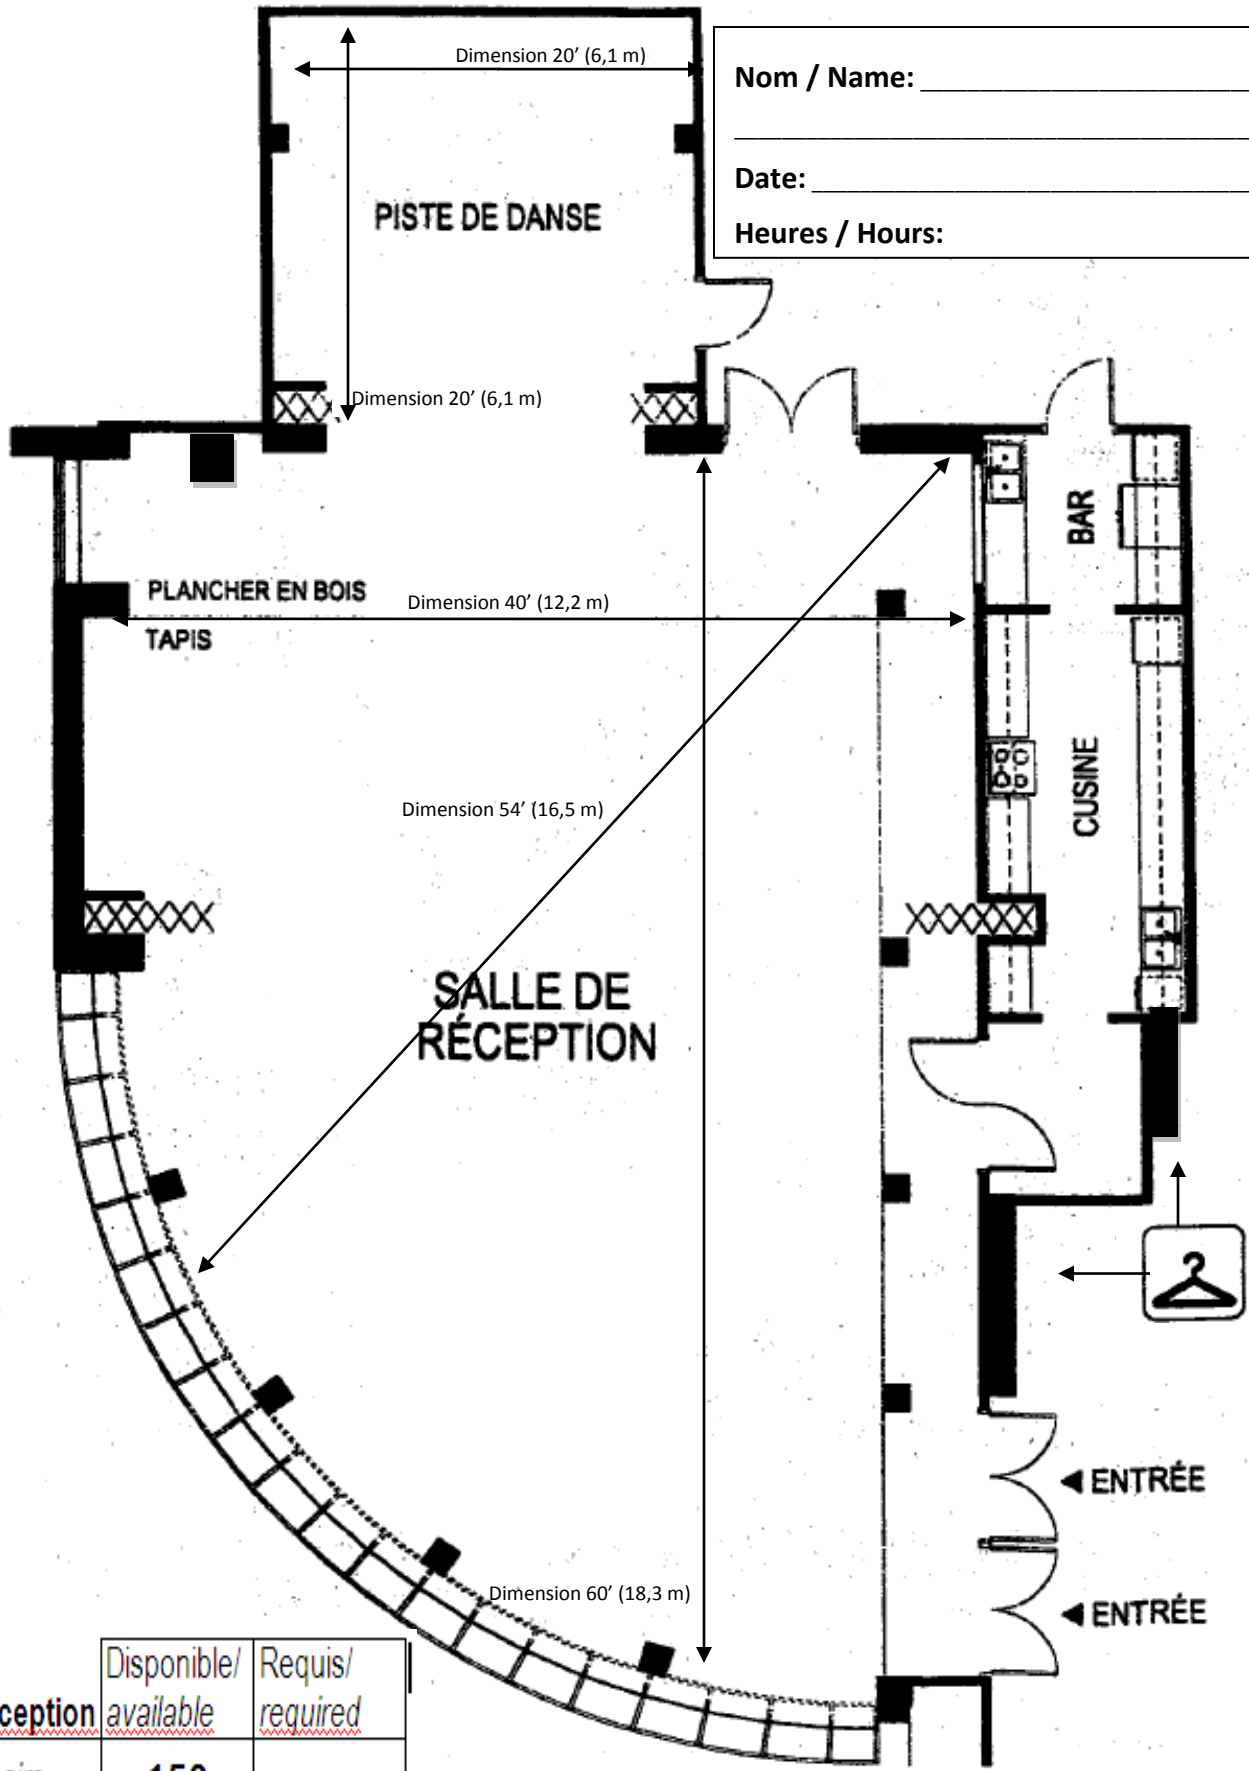 Dimension 20’ (6,1 m)
Nom / Name:
Date:
Heures / Hours:
PISTE DE DANSE
Dimension 20’ (6,1 m)
BAR
PLANCHER EN BOIS
Dimension 40’ (12,2 m)
TAPIS
CUSINE
Dimension 54’ (16,5 m)
SALLE DE
RÉCEPTION
ENTRÉE
Dimension 60’ (18,3 m)
ENTRÉE
Disponible/ Requis/
ception available required
150